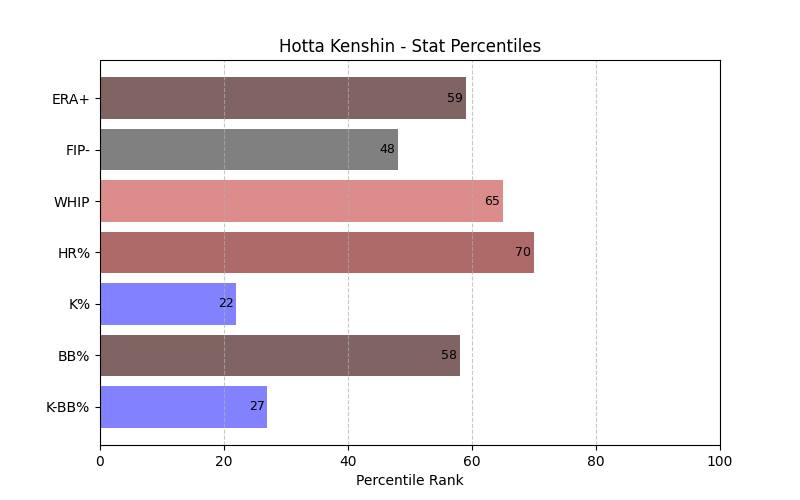 Hotta Kenshin - Stat Percentiles
ERA+ 59
FIP- 48
WHIP 65
HR% 70
K% 22
BB% 58
K-BB% 27
0 20 40 60 80 100
Percentile Rank